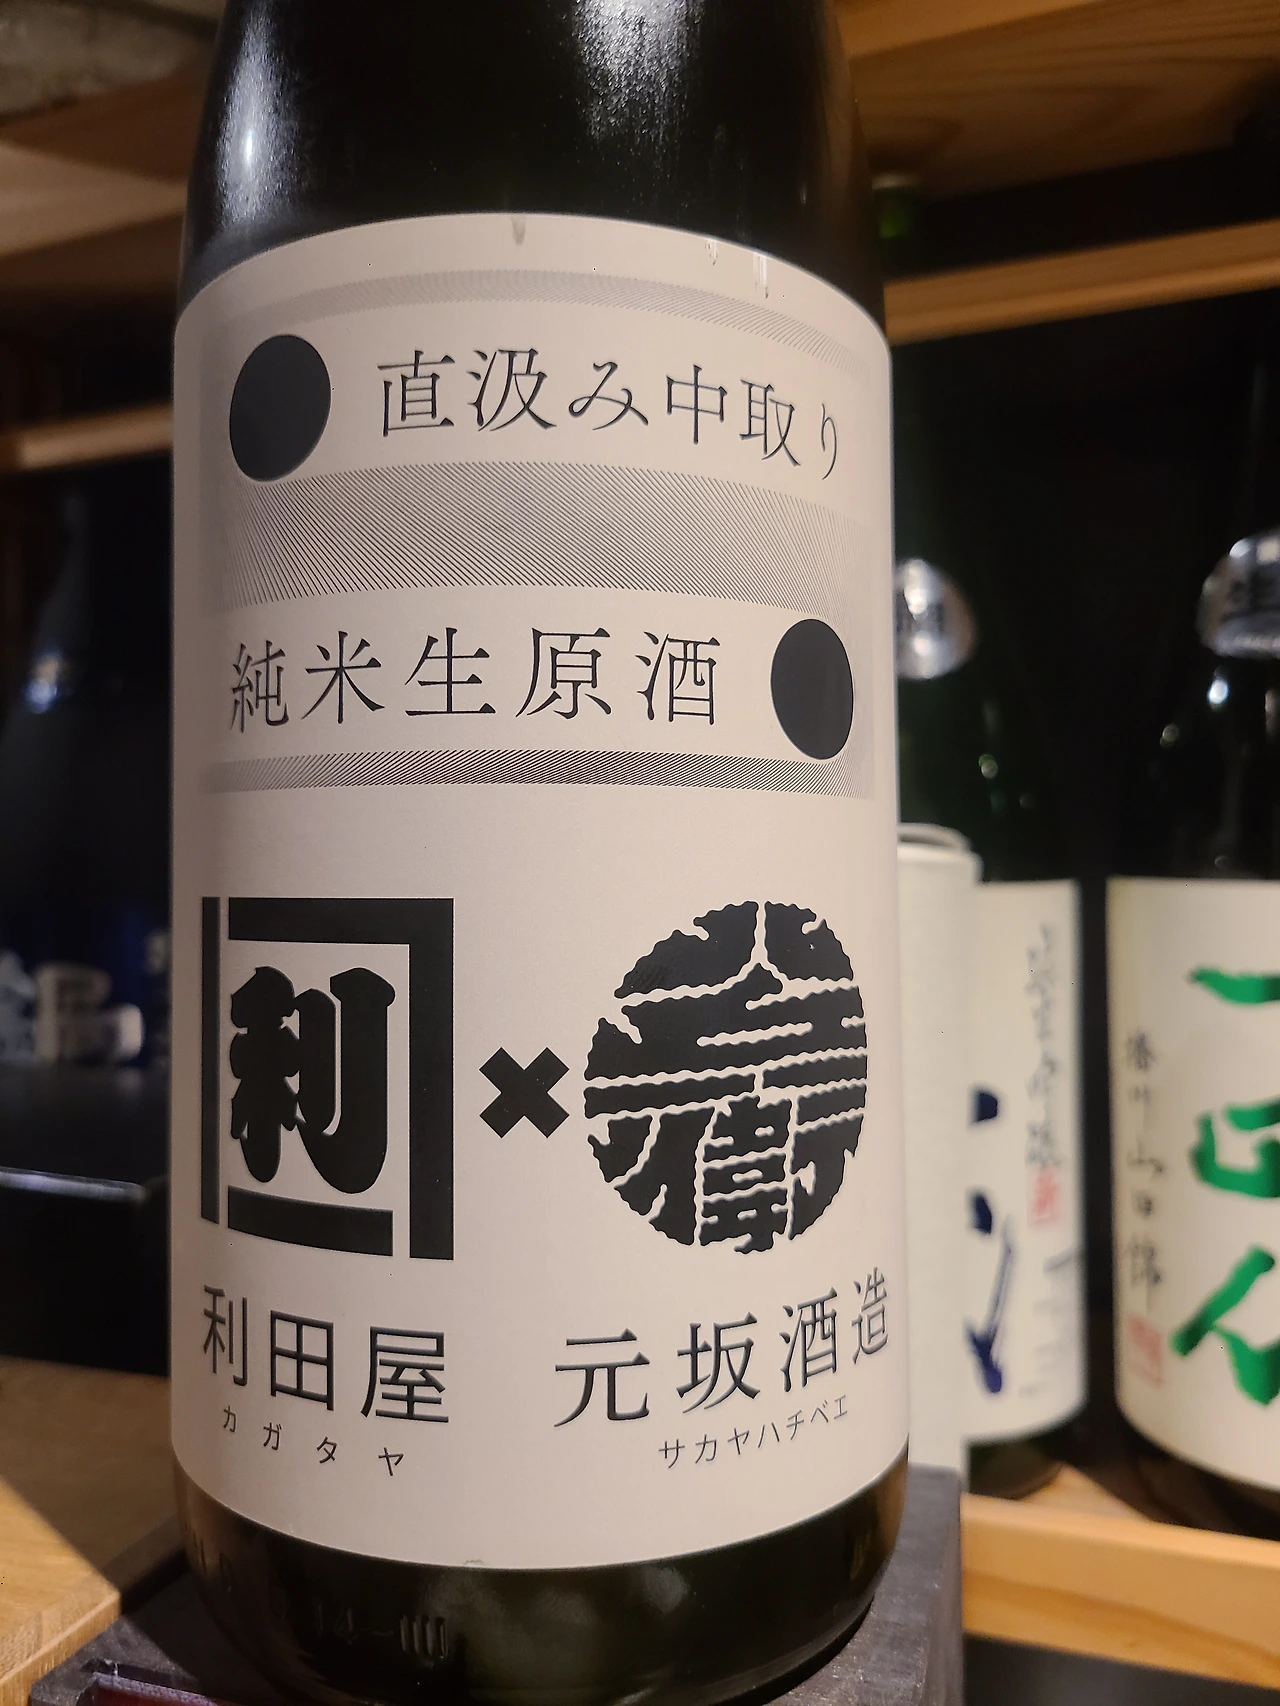 直汲み中取り
純米生原酒
利
×
利田屋 元坂酒造
カガタヤ サカヤハチベエ